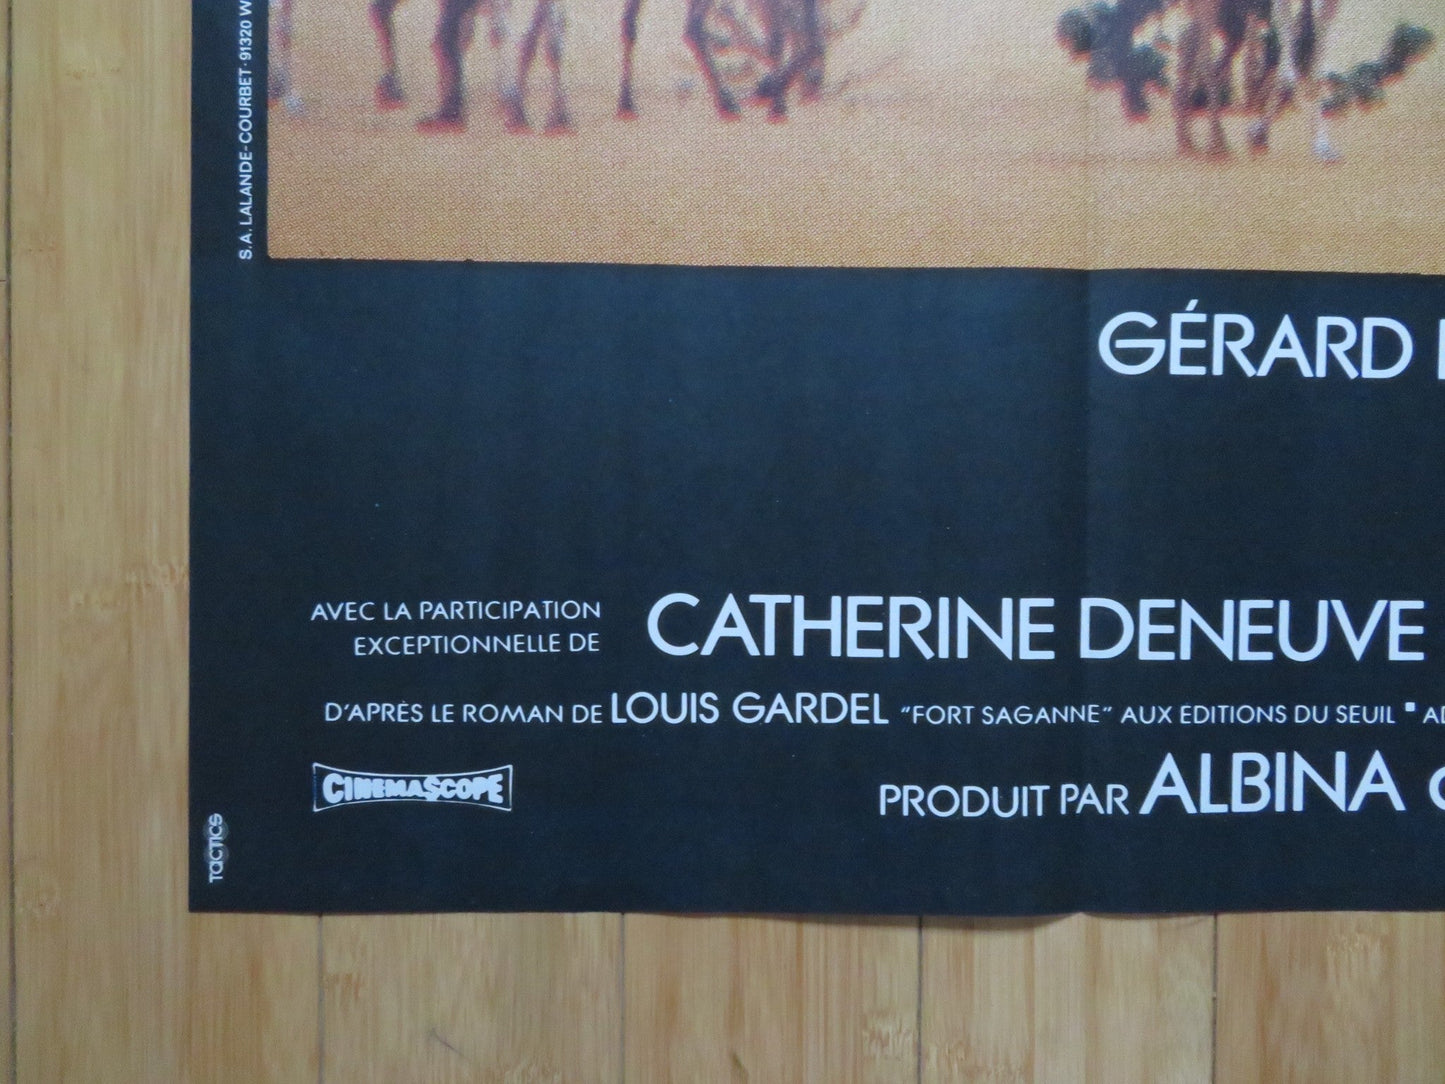 S.A. LALANDE-COURBET · 91320 W
GÉRARD
AVEC LA PARTICIPATION
EXCEPTIONNELLE DE
CATHERINE DENEUVE
D'APRÈS LE ROMAN DE LOUIS GARDEL "FORT SAGANNE" AUX ÉDITIONS DU SEUIL
CINEMASCOPE
PRODUIT PAR ALBINA
TACTICS